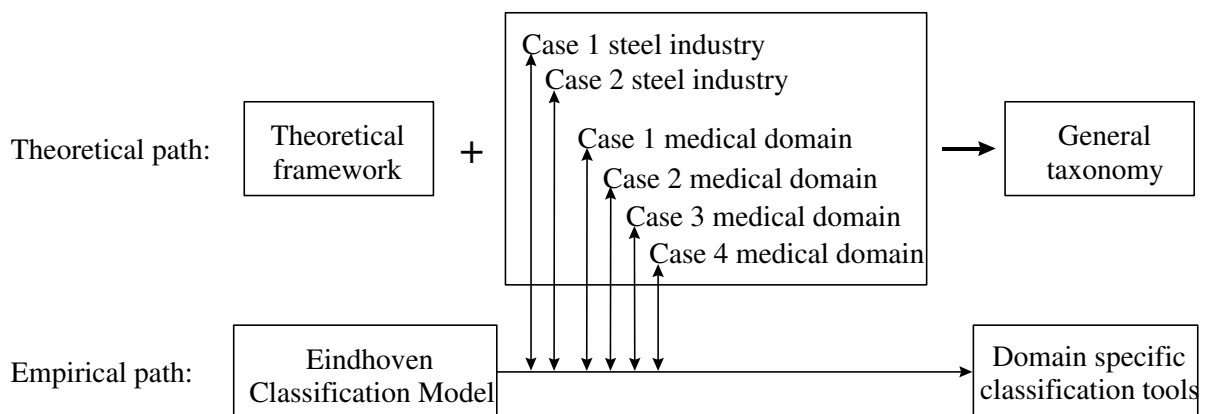 Case 1 steel industry
Case 2 steel industry
Theoretical path:
Theoretical
framework
+
Case 1 medical domain
Case 2 medical domain
Case 3 medical domain
Case 4 medical domain
General
taxonomy
Empirical path:
Eindhoven
Classification Model
Domain specific
classification tools